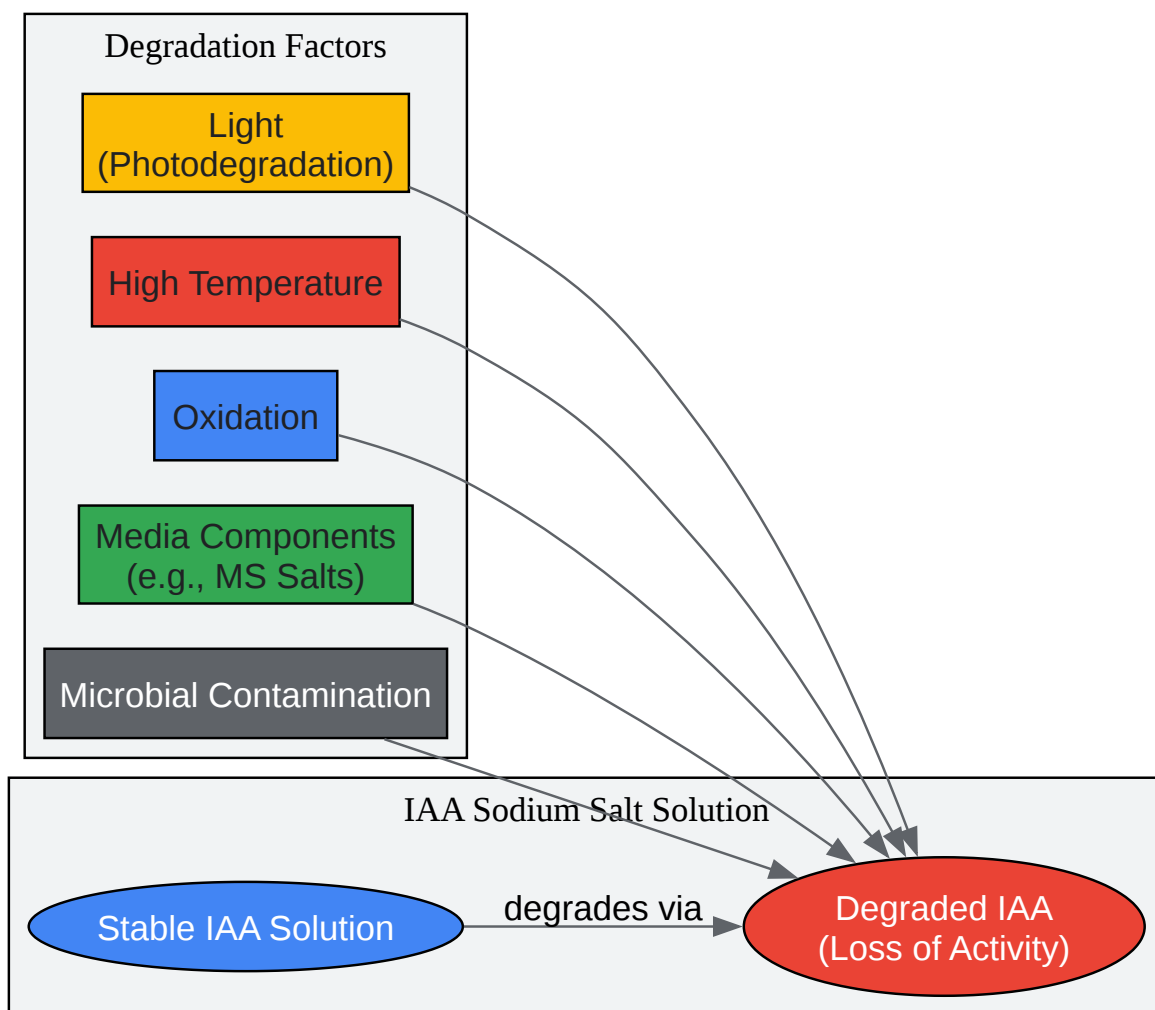 Degradation Factors
Light
(Photodegradation)
High Temperature
Oxidation
Media Components
(e.g., MS Salts)
Microbial Contamination
IAA Sodium Salt Solution
Stable IAA Solution
degrades via
Degraded IAA
(Loss of Activity)